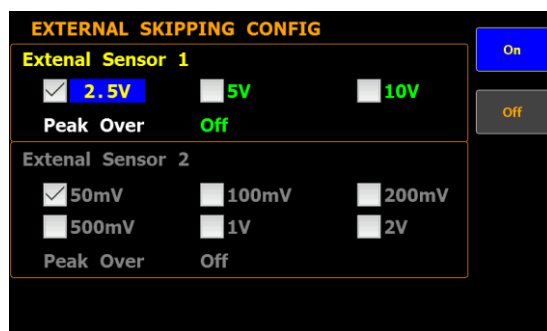 EXTERNAL SKIPPING CONFIG
On
Extenal Sensor 1
2.5V 5V 10V
Off
Peak Over Off
Extenal Sensor 2
50mV 100mV 200mV
500mV 1V 2V
Peak Over Off